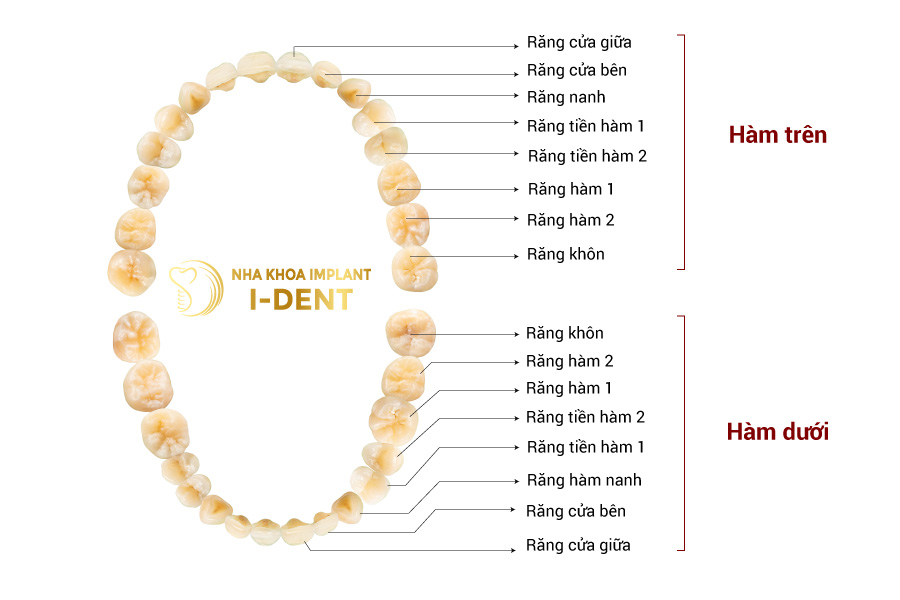 Răng cửa giữa
Răng cửa bên
Răng nanh
Răng tiền hàm 1
Răng tiền hàm 2
Răng hàm 1
Răng hàm 2
Răng khôn
Hàm trên
NHA KHOA IMPLANT
I-DENT
Răng khôn
Răng hàm 2
Răng hàm 1
Răng tiền hàm 2
Răng tiền hàm 1
Răng hàm nanh
Răng cửa bên
Răng cửa giữa
Hàm dưới